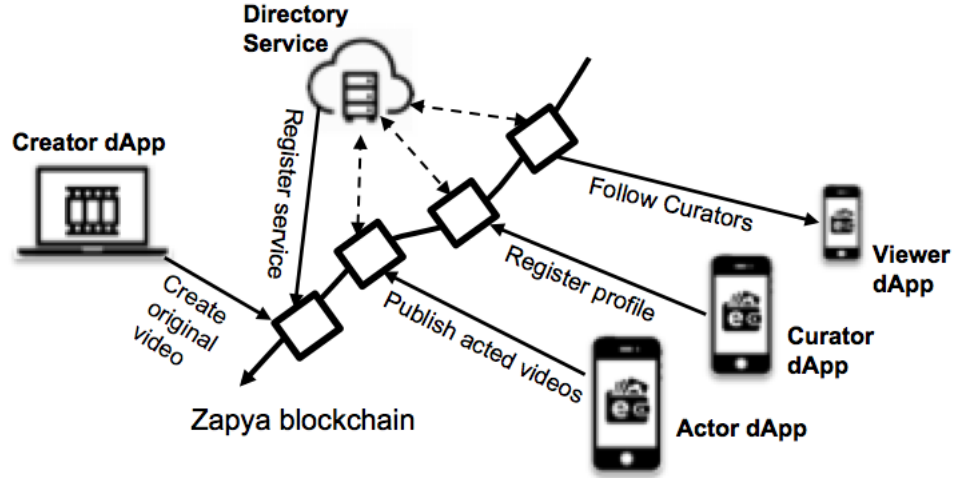 Directory
Service
Creator dApp
Register service
Follow Curators
Viewer
dApp
Register profile
Create
original
video
Publish acted videos
Curator
dApp
Zapya blockchain
Actor dApp
e
e
e